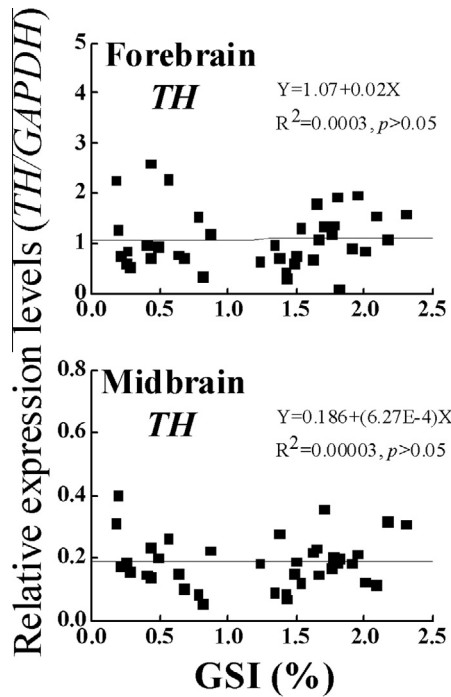 Relative expression levels (TH/GAPDH)
Forebrain
TH
Y=1.07+0.02X
R²=0.0003, p>0.05
5
4
3
2
1
0
0.0 0.5 1.0 1.5 2.0 2.5
Midbrain
TH
Y=0.186+(6.27E-4)X
R²=0.00003, p>0.05
0.8
0.6
0.4
0.2
0.0
0.0 0.5 1.0 1.5 2.0 2.5
GSI (%)